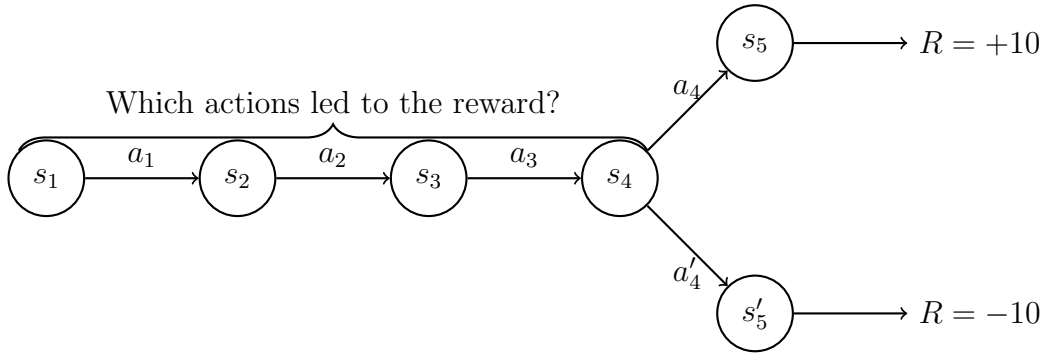 s₅
R = +10
a₄
Which actions led to the reward?
a₁ a₂ a₃
s₁ s₂ s₃ s₄
a′₄
s′₅
R = −10